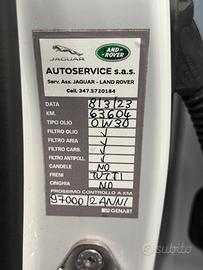 JAGUAR
LAND ROVER
AUTOSERVICE s.a.s.
Serv. Ass. JAGUAR - LAND ROVER
Cell. 347.5720184
DATA 8/3/23
KM. 63604
TIPO OLIO 0W30
FILTRO OLIO ✓
FILTRO ARIA ✓
FILTRO CARB. ✓
FILTRO ANTIPOLL. ✓
CANDELE NO
FRENI
CINGHIA NO
PROSSIMO CONTROLLO A KM.
97000 2 ANNI
GENART
subito